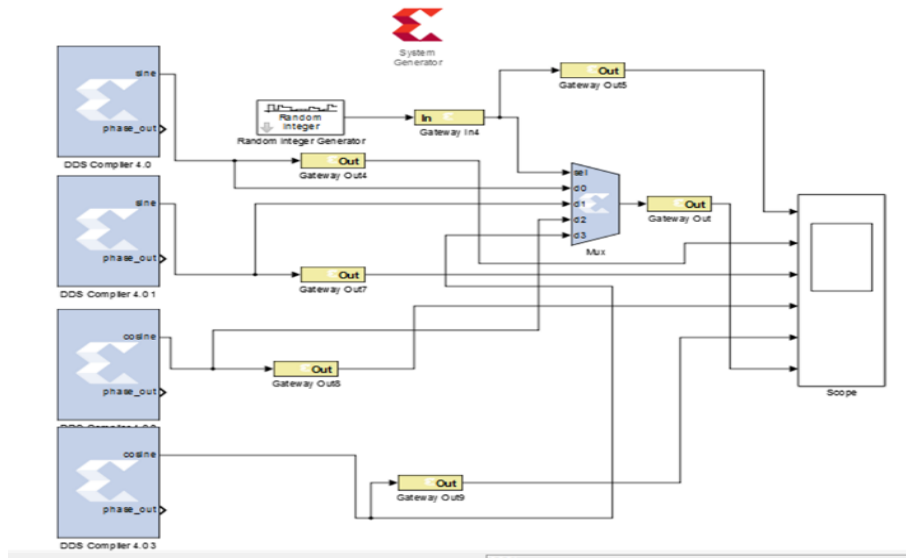 System
Generator
sine
phase_out
DDS Compiler 4.0
Random
Integer
Random Integer Generator
In
Gateway In4
Out
Gateway Out5
Out
Gateway Out4
sel
d0
d1
d2
d3
Mux
Out
Gateway Out
sine
phase_out
DDS Compiler 4.0 1
Out
Gateway Out7
cosine
phase_out
Out
Gateway Out8
Scope
cosine
phase_out
DDS Compiler 4.0 3
Out
Gateway Out9